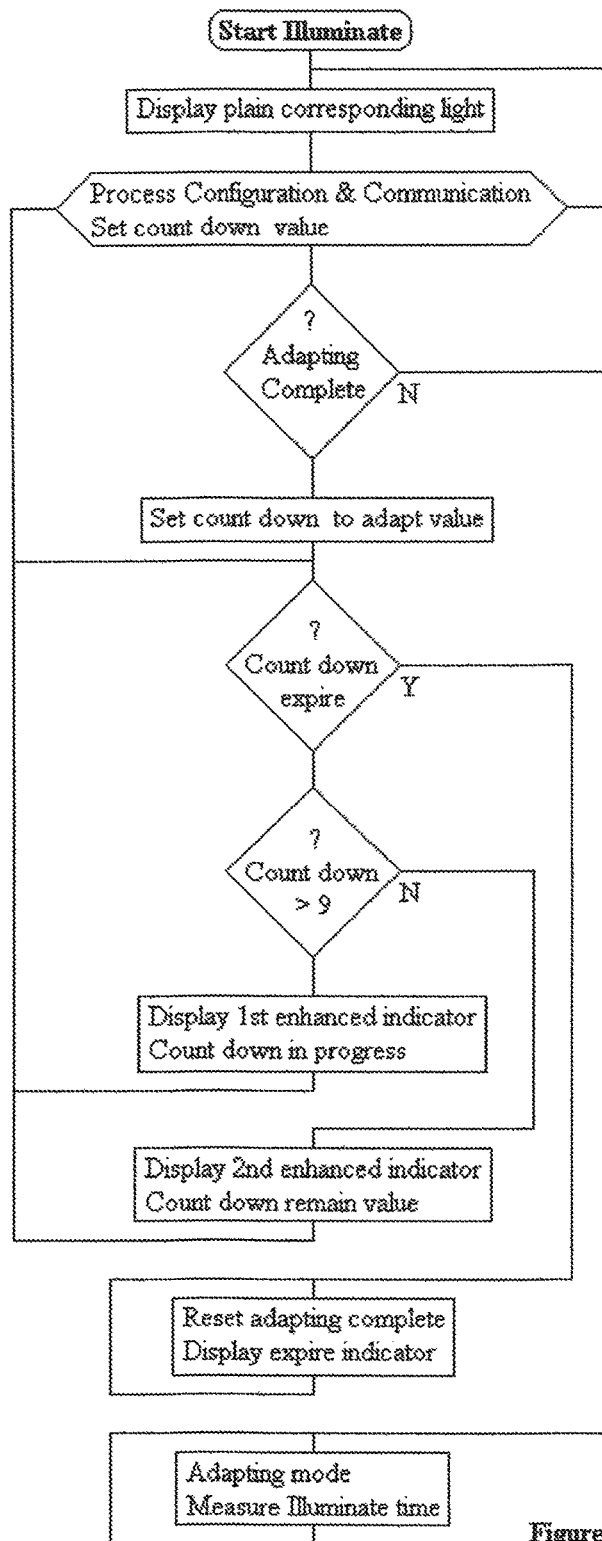 Start Illuminate
Display plain corresponding light
Process Configuration & Communication
Set count down value
?
Adapting
Complete
N
Set count down to adapt value
?
Count down
expire
Y
?
Count down
> 9
N
Display 1st enhanced indicator
Count down in progress
Display 2nd enhanced indicator
Count down remain value
Reset adapting complete
Display expire indicator
Adapting mode
Measure Illuminate time
Figure